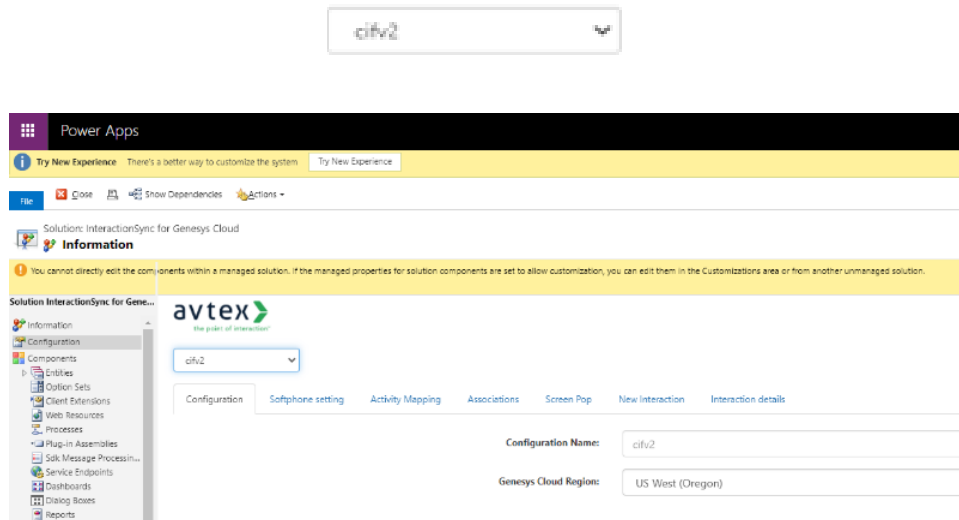 cifv2
Power Apps
Try New Experience There's a better way to customize the system Try New Experience
File Close Show Dependencies Actions
Solution: InteractionSync for Genesys Cloud
Information
You cannot directly edit the components within a managed solution. If the managed properties for solution components are set to allow customization, you can edit them in the Customizations area or from another unmanaged solution.
Solution InteractionSync for Gene...
Information
Configuration
Components
Entities
Option Sets
Client Extensions
Web Resources
Processes
Plug-in Assemblies
Sdk Message Processin...
Service Endpoints
Dashboards
Dialog Boxes
Reports
avtex
the point of interaction
cifv2
Configuration Softphone setting Activity Mapping Associations Screen Pop New Interaction Interaction details
Configuration Name: cifv2
Genesys Cloud Region: US West (Oregon)